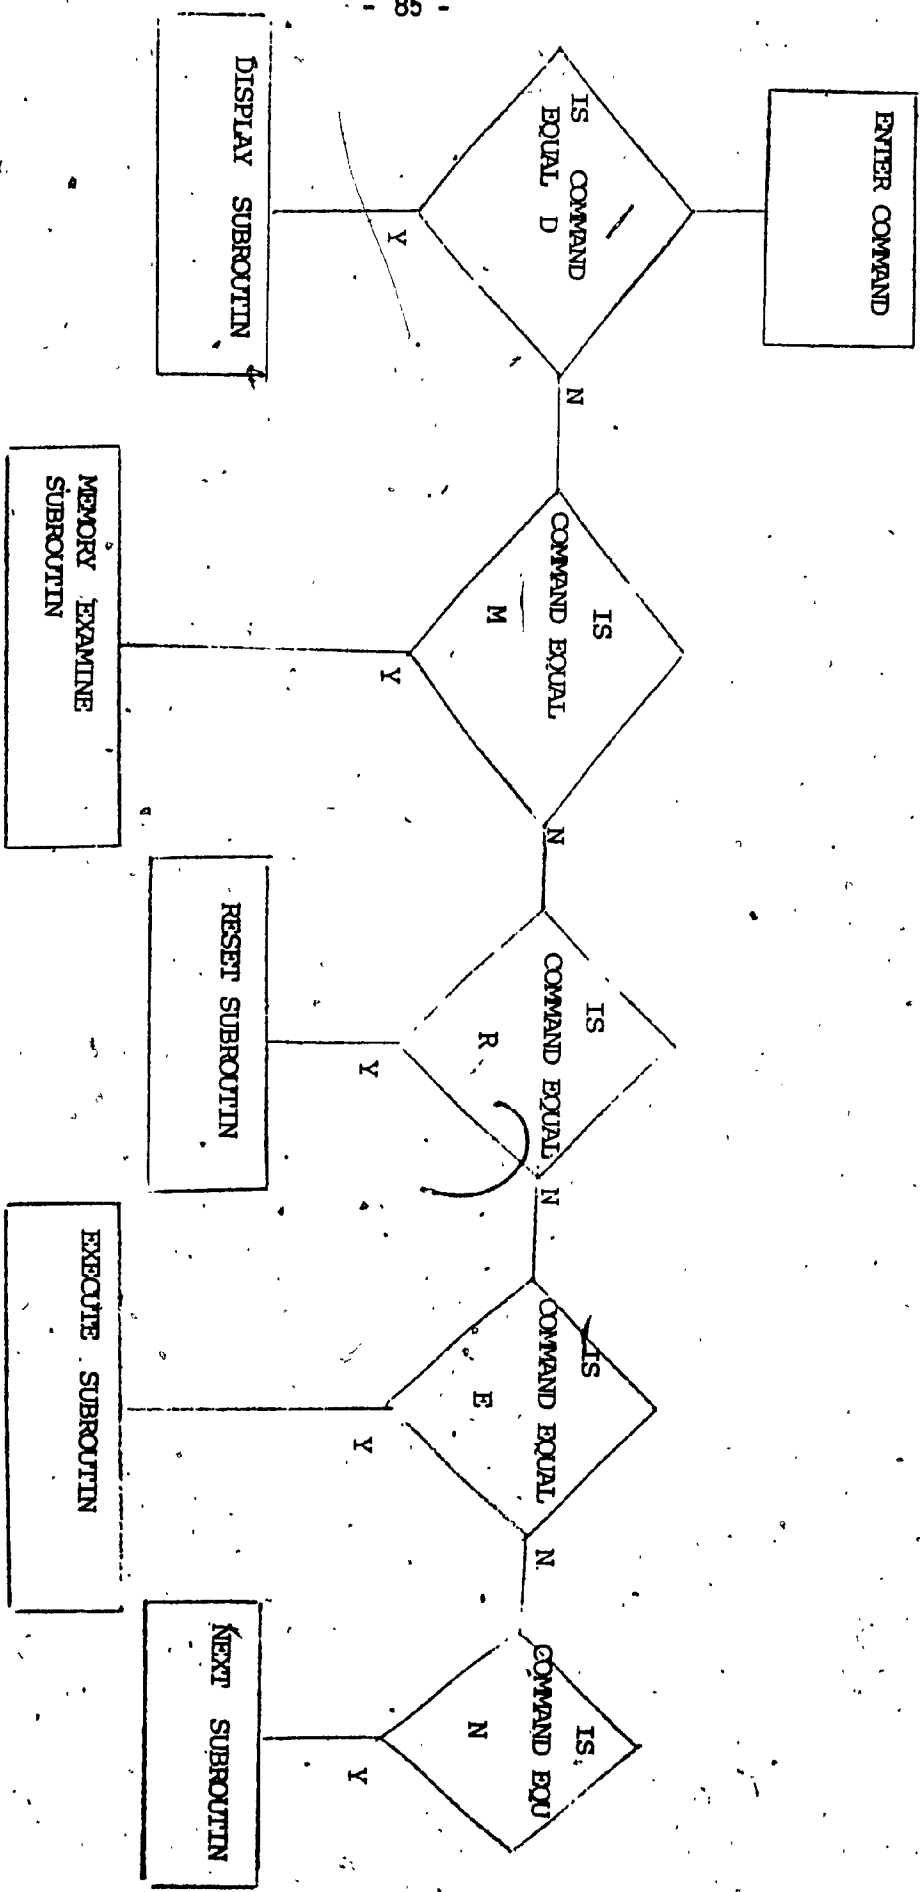 - 85 -
ENTER COMMAND
IS COMMAND
EQUAL D
Y
N
DISPLAY SUBROUTIN
IS
COMMAND EQUAL
M
Y
N
MEMORY EXAMINE
SUBROUTIN
IS
COMMAND EQUAL
R
Y
N
RESET SUBROUTIN
IS
COMMAND EQUAL
E
Y
N
EXECUTE SUBROUTIN
IS
COMMAND EQU
N
Y
NEXT SUBROUTIN